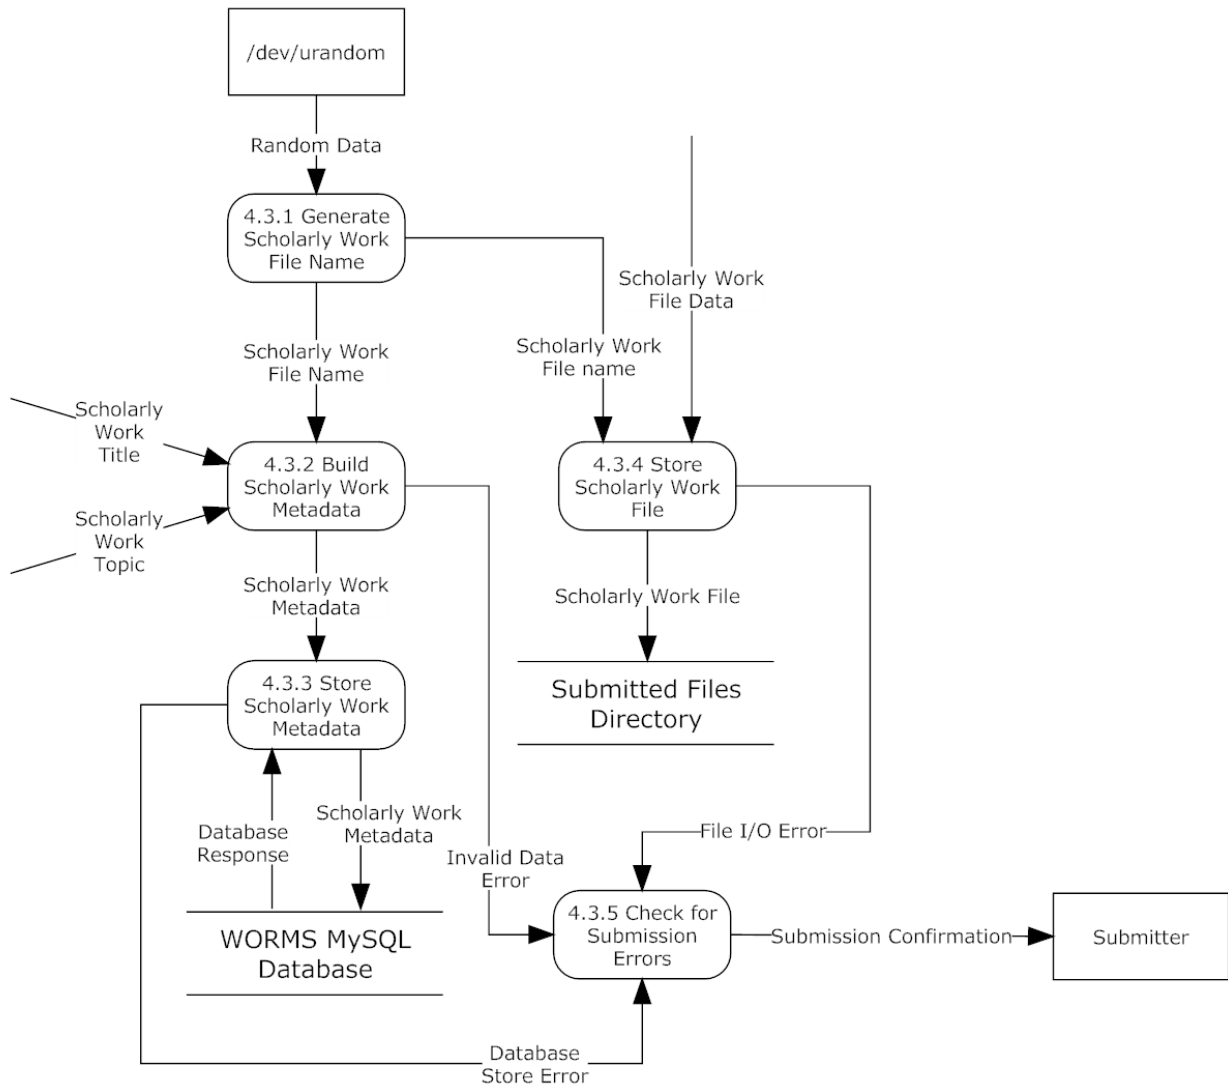 /dev/urandom
Random Data
4.3.1 Generate
Scholarly Work
File Name
Scholarly Work
File Data
Scholarly Work
File Name
Scholarly Work
File name
Scholarly
Work
Title
4.3.2 Build
Scholarly Work
Metadata
4.3.4 Store
Scholarly Work
File
Scholarly
Work
Topic
Scholarly Work
Metadata
Scholarly Work File
4.3.3 Store
Scholarly Work
Metadata
Submitted Files
Directory
Database
Response
Scholarly Work
Metadata
File I/O Error
Invalid Data
Error
WORMS MySQL
Database
4.3.5 Check for
Submission
Errors
Submission Confirmation
Submitter
Database
Store Error